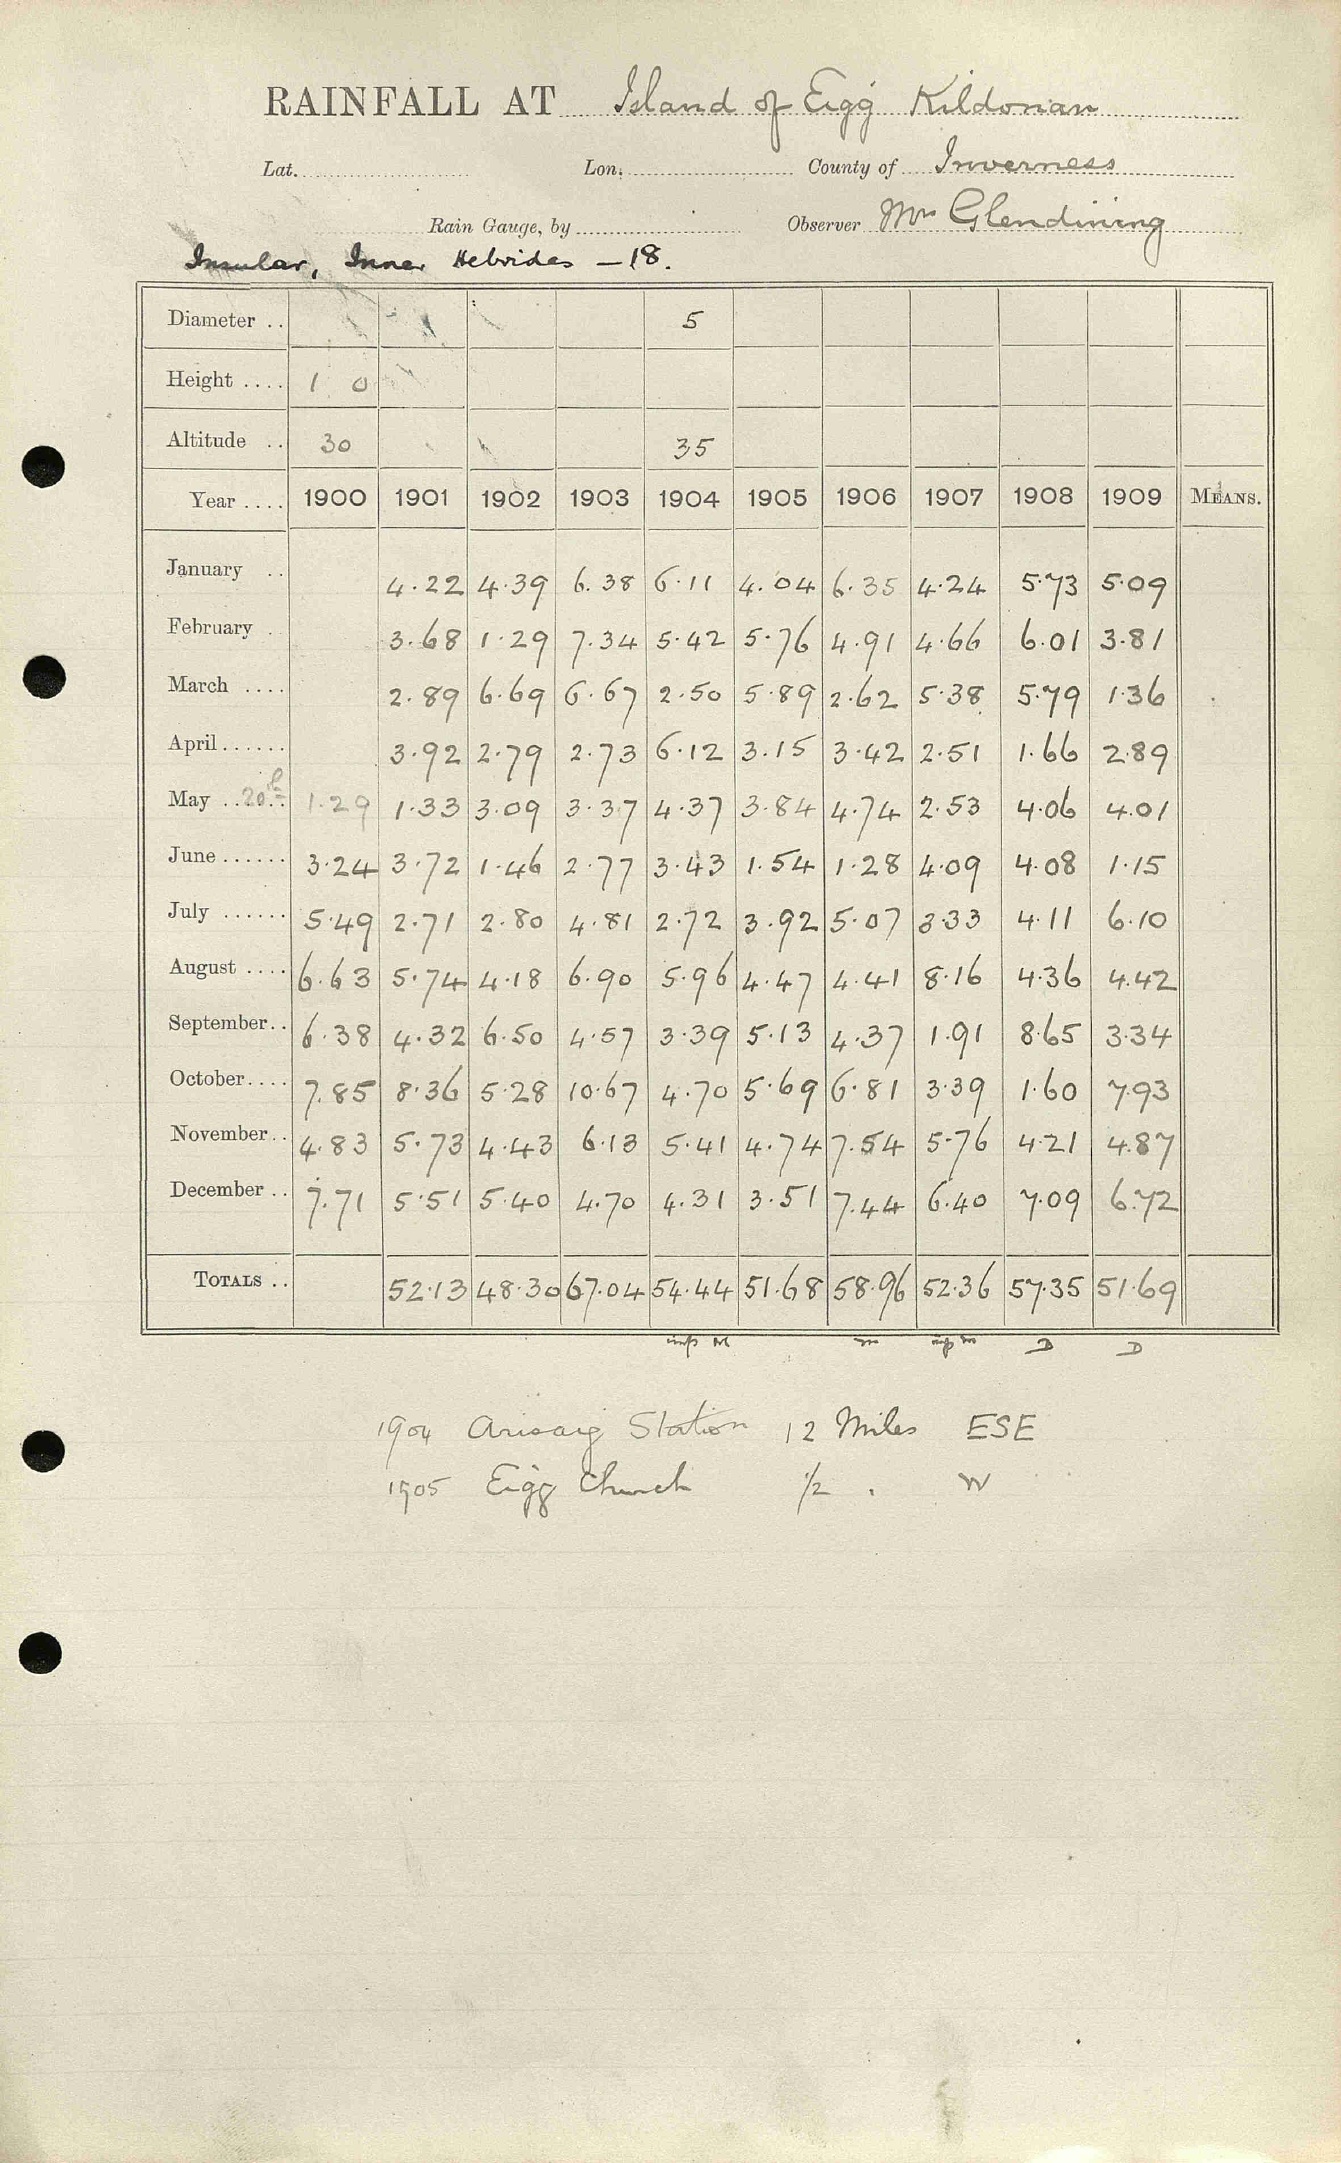 RAINFALL AT Island of Eigg Kildonan
Lat. Lon. County of Inverness
Rain Gauge, by Observer Mrs Glendining
Insular, Inner Hebrides - 18.
Diameter .. 5
Height .... 1 0
Altitude .. 30 35
Year .... 1900 1901 1902 1903 1904 1905 1906 1907 1908 1909 MEANS.
January .. 4.22 4.39 6.38 6.11 4.04 6.35 4.24 5.73 5.09
February . 3.68 1.29 7.34 5.42 5.76 4.91 4.66 6.01 3.81
March .... 2.89 6.69 6.67 2.50 5.89 2.62 5.38 5.79 1.36
April ...... 3.92 2.79 2.73 6.12 3.15 3.42 2.51 1.66 2.89
May .. 20th 1.29 1.33 3.09 3.37 4.37 3.84 4.74 2.53 4.06 4.01
June ...... 3.24 3.72 1.46 2.77 3.43 1.54 1.28 4.09 4.08 1.15
July ...... 5.49 2.71 2.80 4.81 2.72 3.92 5.07 3.33 4.11 6.10
August .... 6.63 5.74 4.18 6.90 5.96 4.47 4.41 8.16 4.36 4.42
September .. 6.38 4.32 6.50 4.57 3.39 5.13 4.37 1.91 8.65 3.34
October .... 7.85 8.36 5.28 10.67 4.70 5.69 6.81 3.39 1.60 7.93
November .. 4.83 5.73 4.43 6.13 5.41 4.74 7.54 5.76 4.21 4.87
December .. 7.71 5.51 5.40 4.70 4.31 3.51 7.44 6.40 7.09 6.72
TOTALS .. 52.13 48.30 67.04 54.44 51.68 58.96 52.36 57.35 51.69
M m m D D
1904 Arisaig Station 12 Miles ESE
1905 Eigg Church 1/2 . W